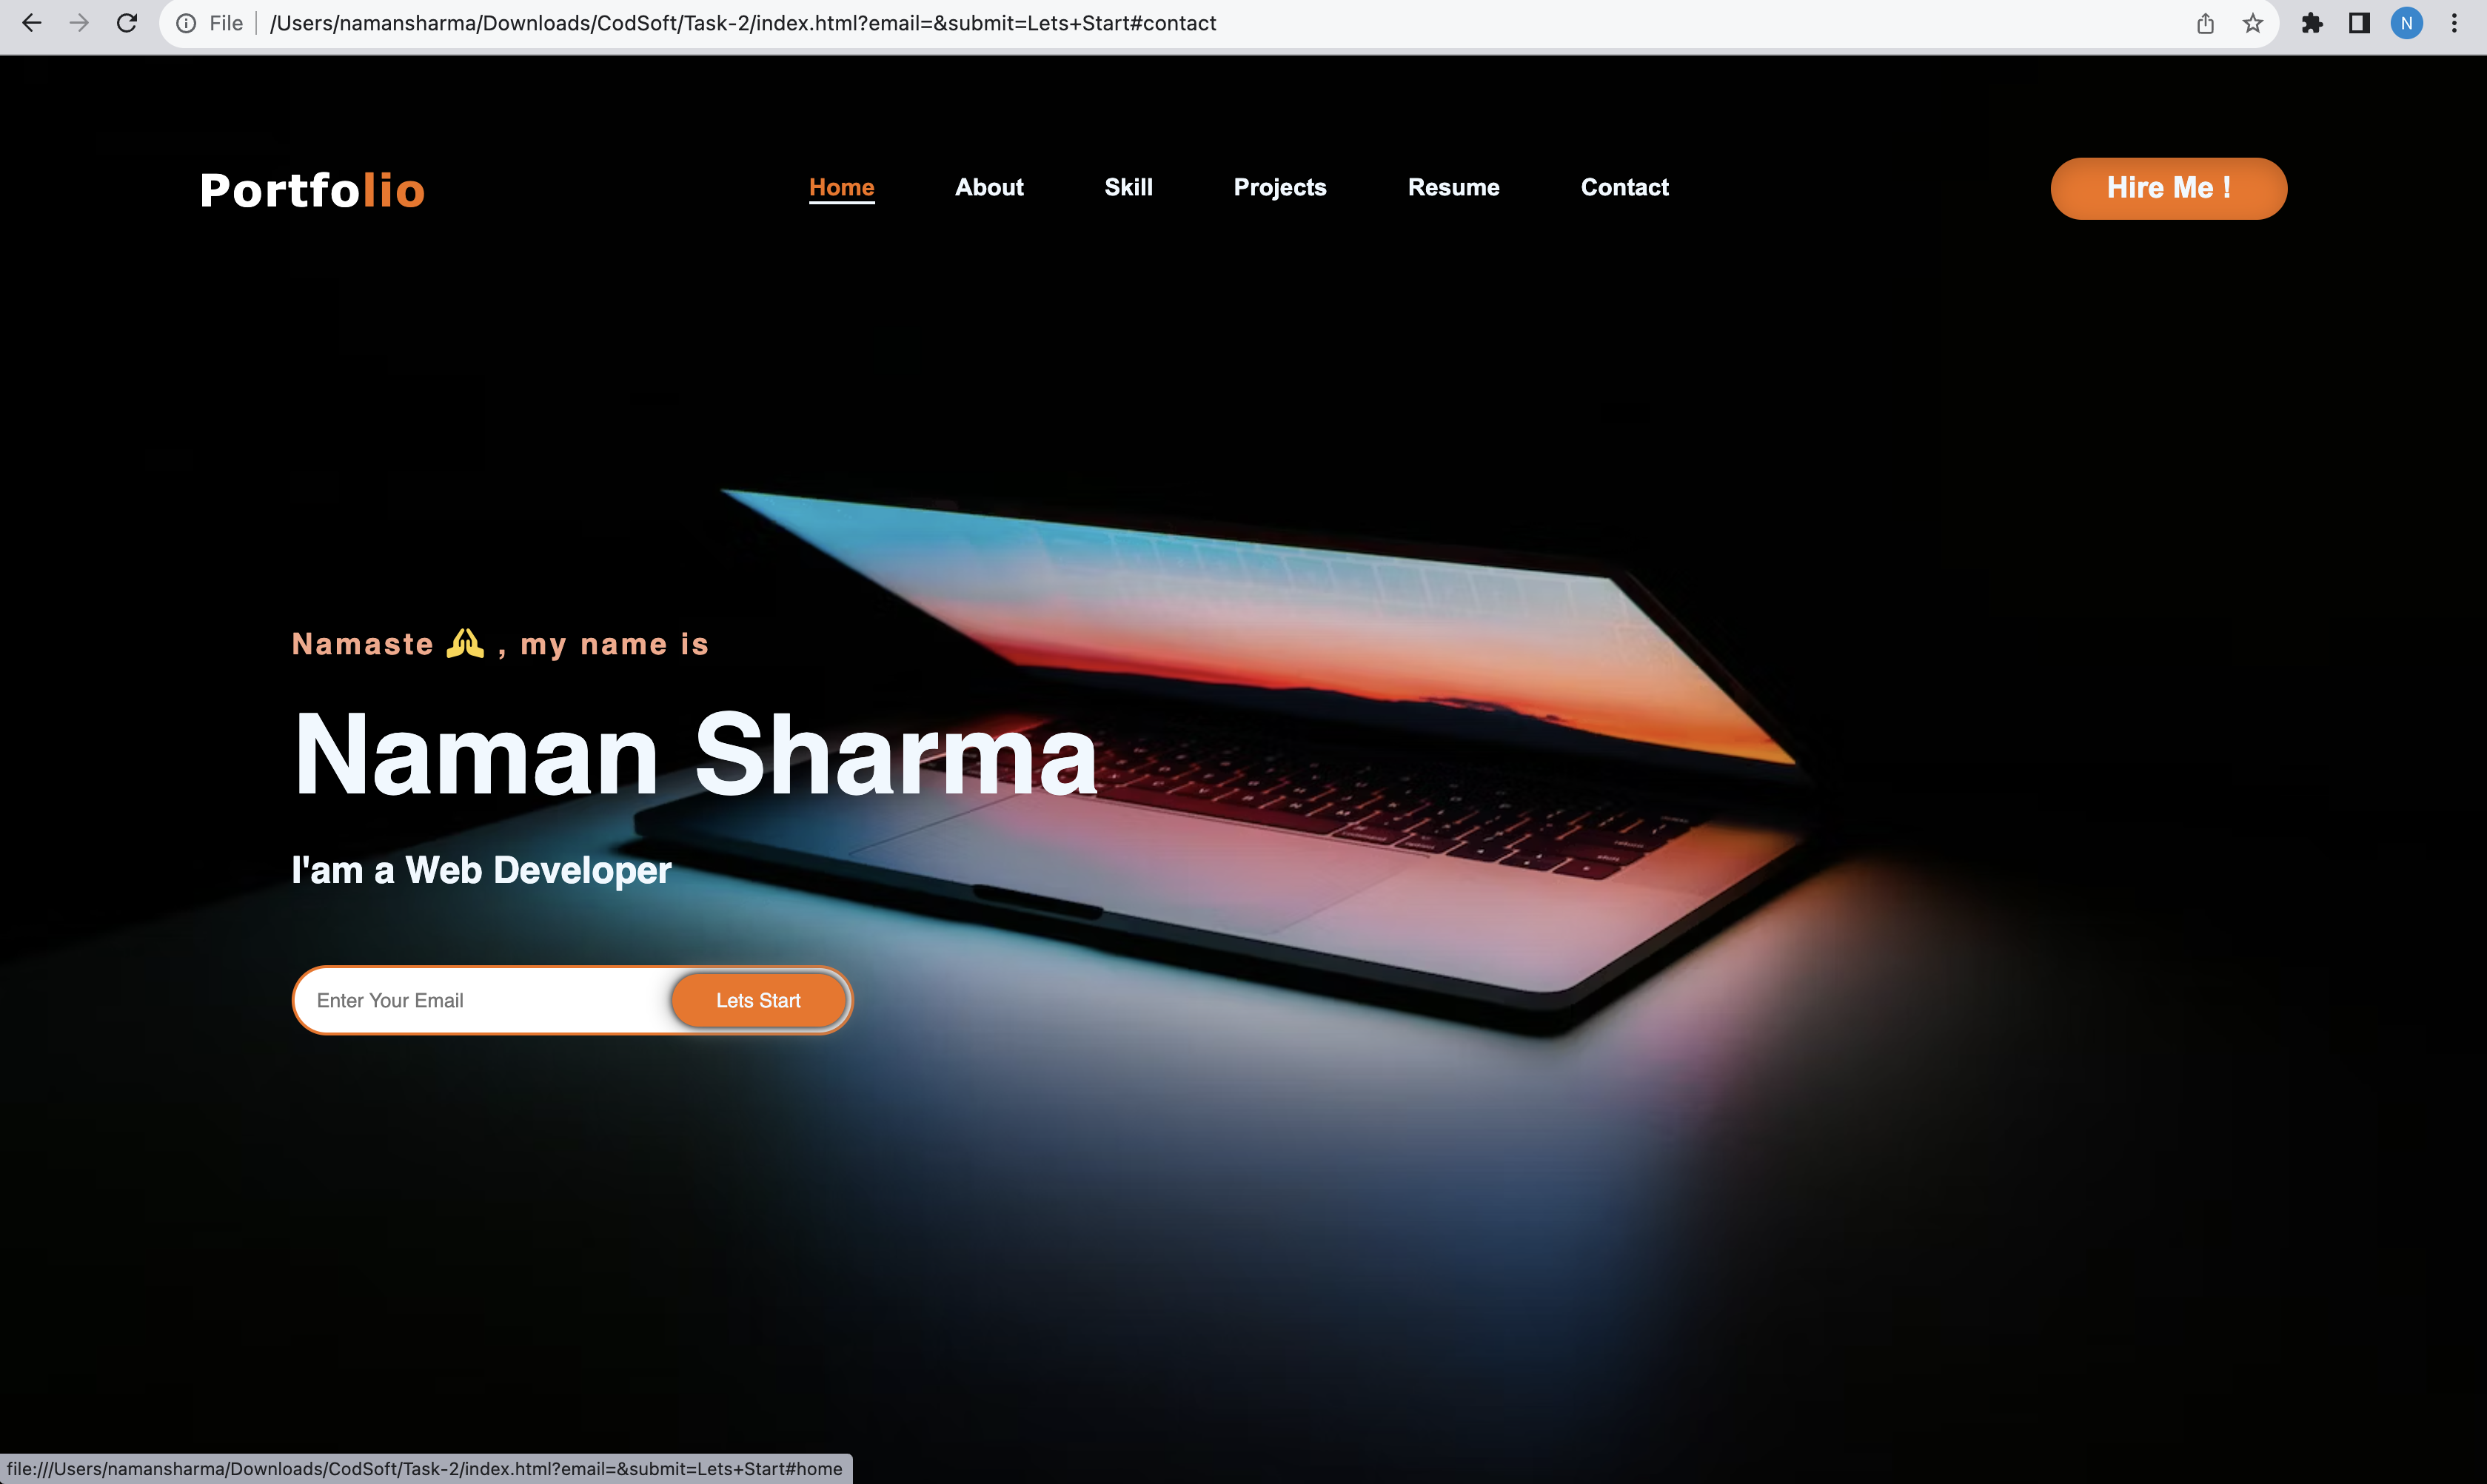 File /Users/namansharma/Downloads/CodSoft/Task-2/index.html?email=&submit=Lets+Start#contact N
Portfolio Home About Skill Projects Resume Contact Hire Me !
Namaste 🙏 , my name is
Naman Sharma
I'am a Web Developer
Enter Your Email Lets Start
file:///Users/namansharma/Downloads/CodSoft/Task-2/index.html?email=&submit=Lets+Start#home